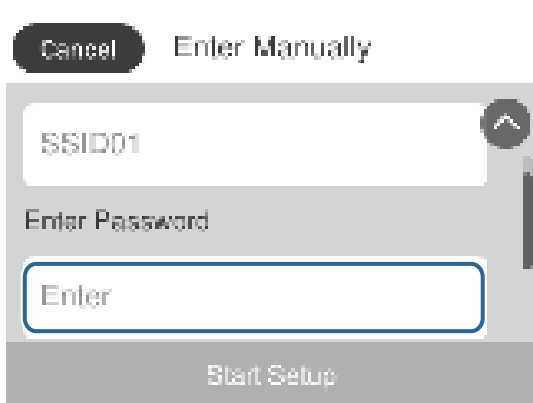 Cancel Enter Manually
SSID01
Enter Password
Enter
Start Setup